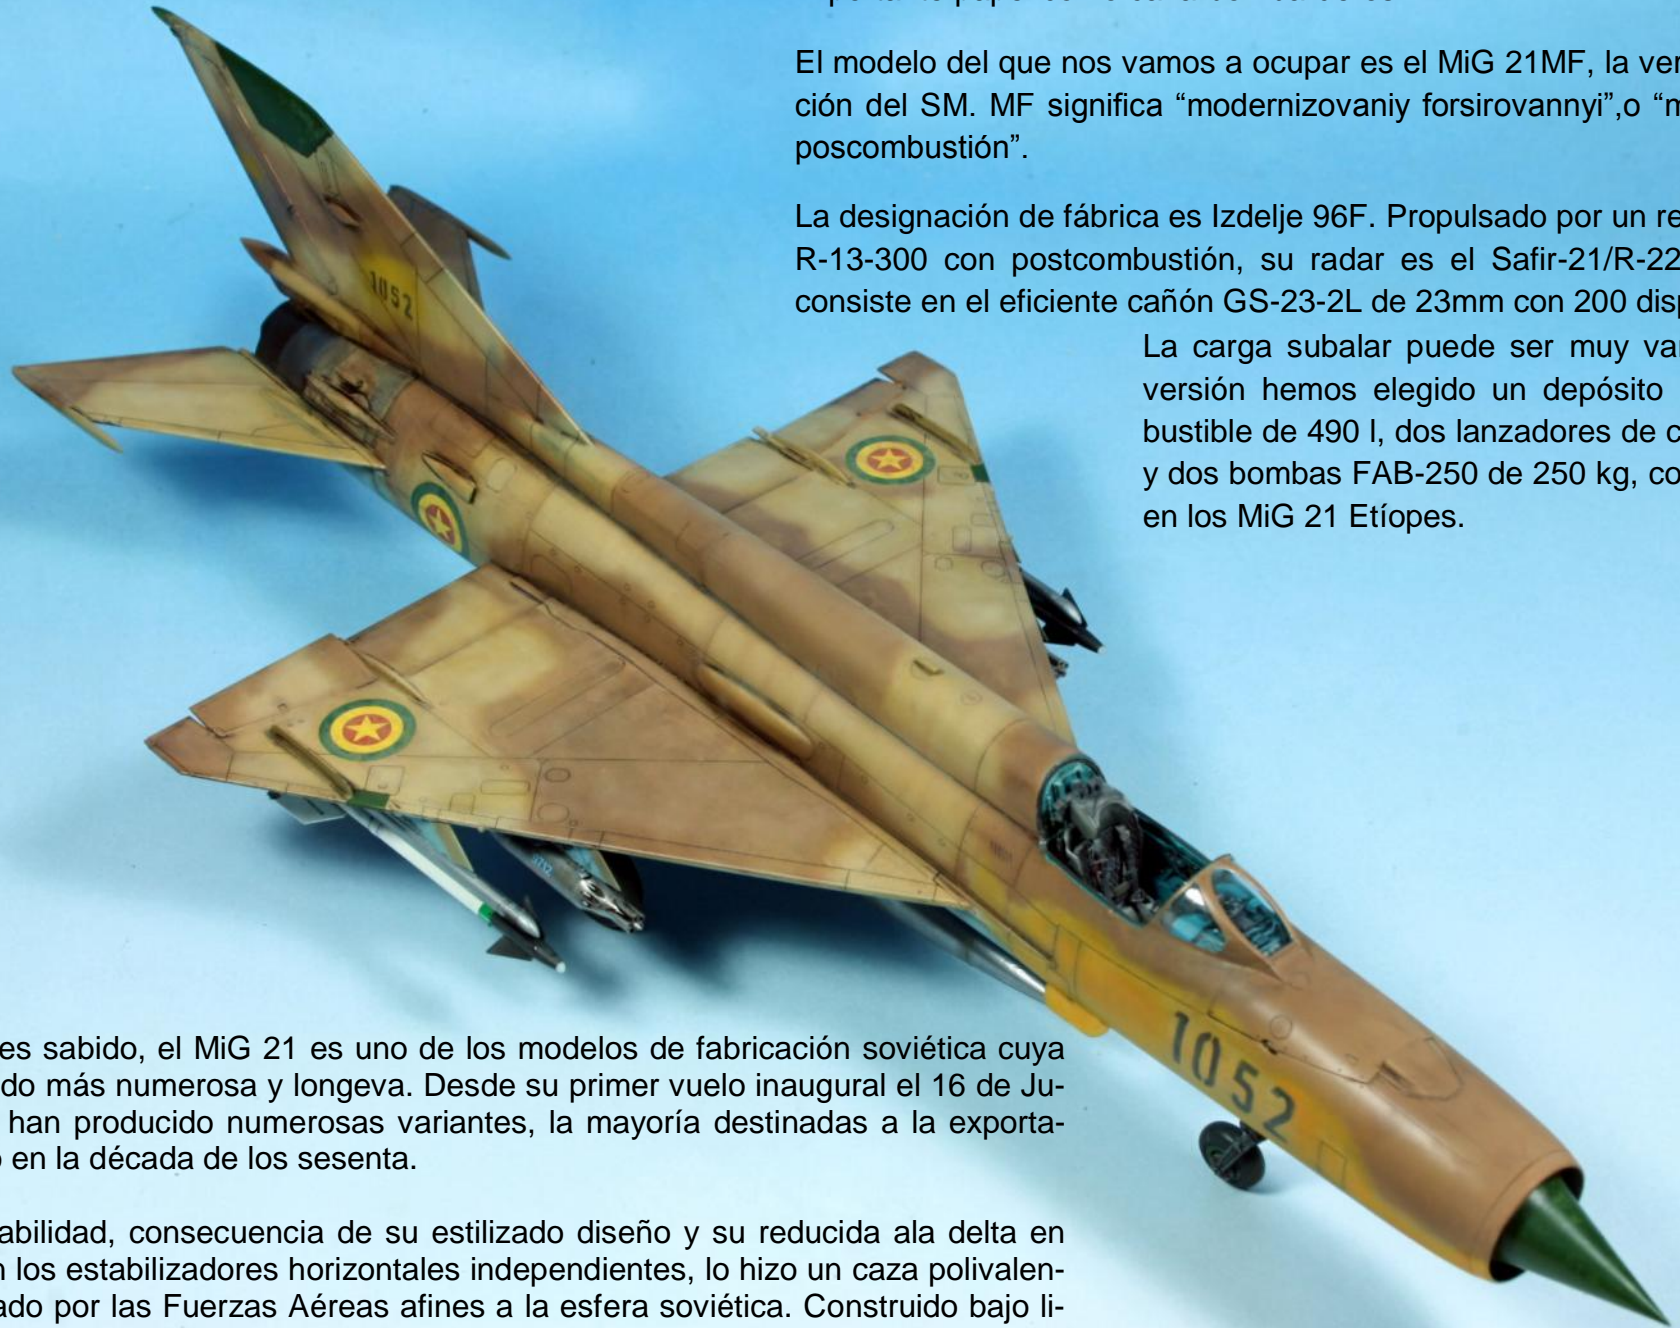 El modelo del que nos vamos a ocupar es el MiG 21MF, la ver
ción del SM. MF significa “modernizovaniy forsirovannyi”,o “m
poscombustión”.
La designación de fábrica es Izdelje 96F. Propulsado por un re
R-13-300 con postcombustión, su radar es el Safir-21/R-22
consiste en el eficiente cañón GS-23-2L de 23mm con 200 disp
La carga subalar puede ser muy var
versión hemos elegido un depósito
bustible de 490 l, dos lanzadores de c
y dos bombas FAB-250 de 250 kg, co
en los MiG 21 Etíopes.
1052
1052
es sabido, el MiG 21 es uno de los modelos de fabricación soviética cuya
do más numerosa y longeva. Desde su primer vuelo inaugural el 16 de Ju-
han producido numerosas variantes, la mayoría destinadas a la exporta-
o en la década de los sesenta.
abilidad, consecuencia de su estilizado diseño y su reducida ala delta en
n los estabilizadores horizontales independientes, lo hizo un caza polivalen-
ado por las Fuerzas Aéreas afines a la esfera soviética. Construido bajo li-